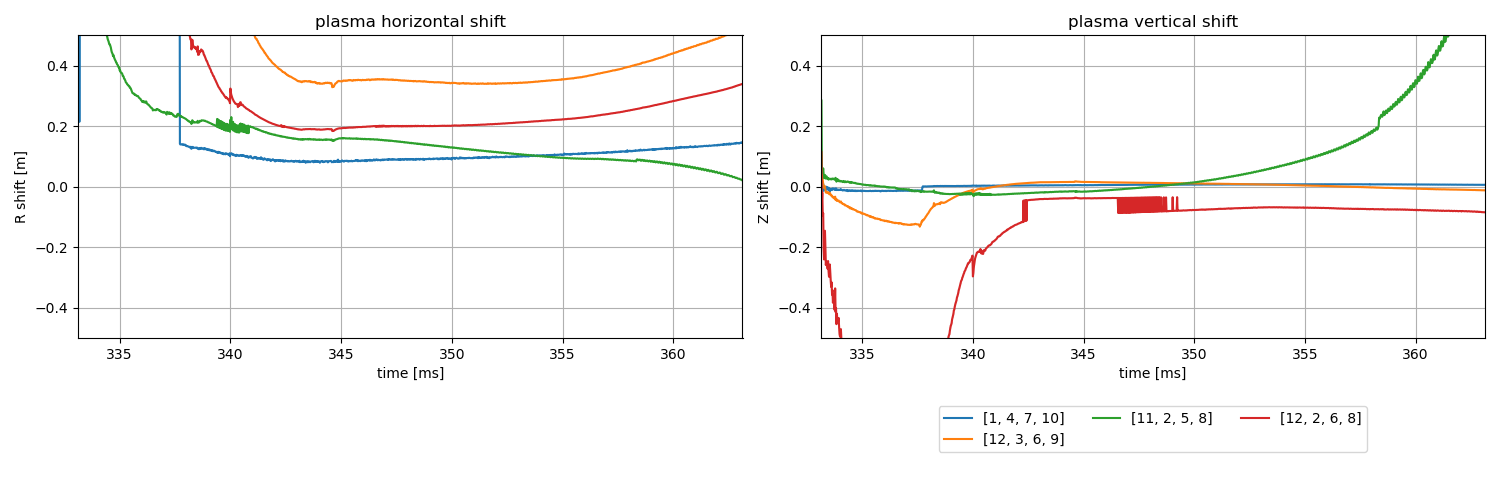 plasma horizontal shift
0.4
0.2
0.0
−0.2
−0.4
R shift [m]
335 340 345 350 355 360
time [ms]
plasma vertical shift
0.4
0.2
0.0
−0.2
−0.4
Z shift [m]
335 340 345 350 355 360
time [ms]
[1, 4, 7, 10] [11, 2, 5, 8] [12, 2, 6, 8]
[12, 3, 6, 9]